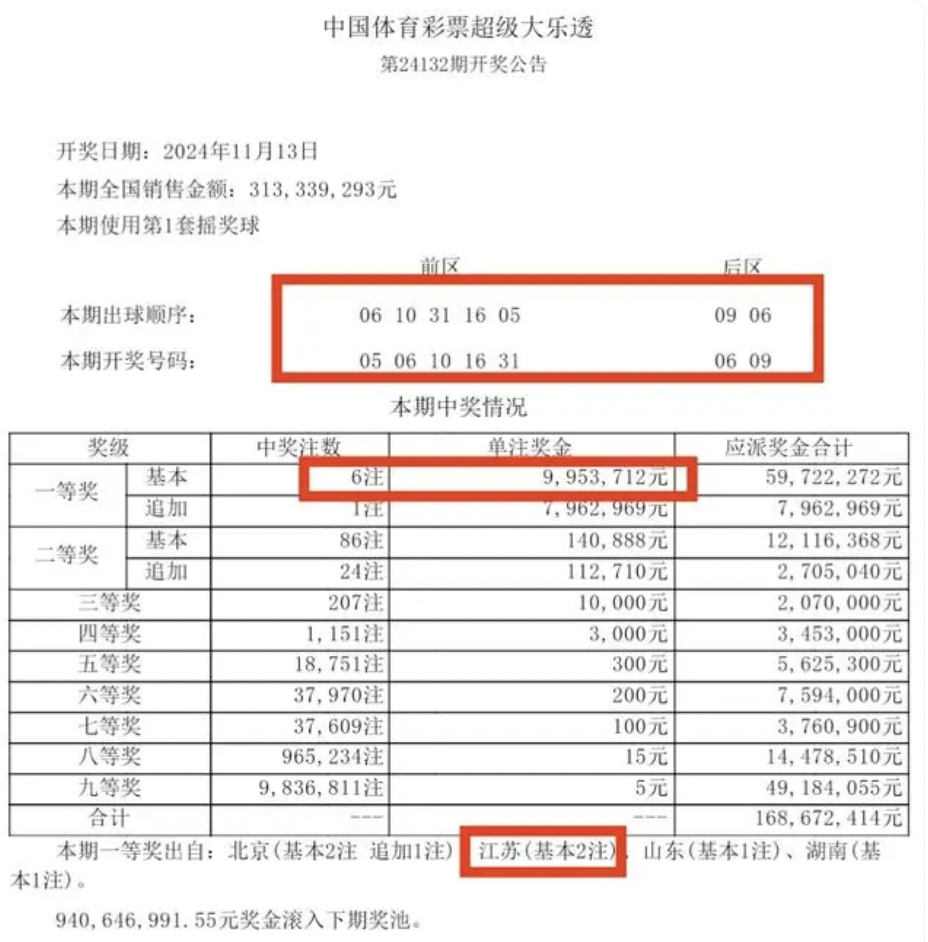 中国体育彩票超级大乐透
第24132期开奖公告
开奖日期：2024年11月13日
本期全国销售金额：313,339,293元
本期使用第1套摇奖球
前区 后区
本期出球顺序： 06 10 31 16 05 09 06
本期开奖号码： 05 06 10 16 31 06 09
本期中奖情况
奖级 中奖注数 单注奖金 应派奖金合计
一等奖 基本 6注 9,953,712元 59,722,272元
追加 1注 7,962,969元 7,962,969元
二等奖 基本 86注 140,888元 12,116,368元
追加 24注 112,710元 2,705,040元
三等奖 207注 10,000元 2,070,000元
四等奖 1,151注 3,000元 3,453,000元
五等奖 18,751注 300元 5,625,300元
六等奖 37,970注 200元 7,594,000元
七等奖 37,609注 100元 3,760,900元
八等奖 965,234注 15元 14,478,510元
九等奖 9,836,811注 5元 49,184,055元
合计 --- --- 168,672,414元
本期一等奖出自：北京(基本2注 追加1注) 江苏(基本2注)、山东(基本1注)、湖南(基
本1注)。
940,646,991.55元奖金滚入下期奖池。